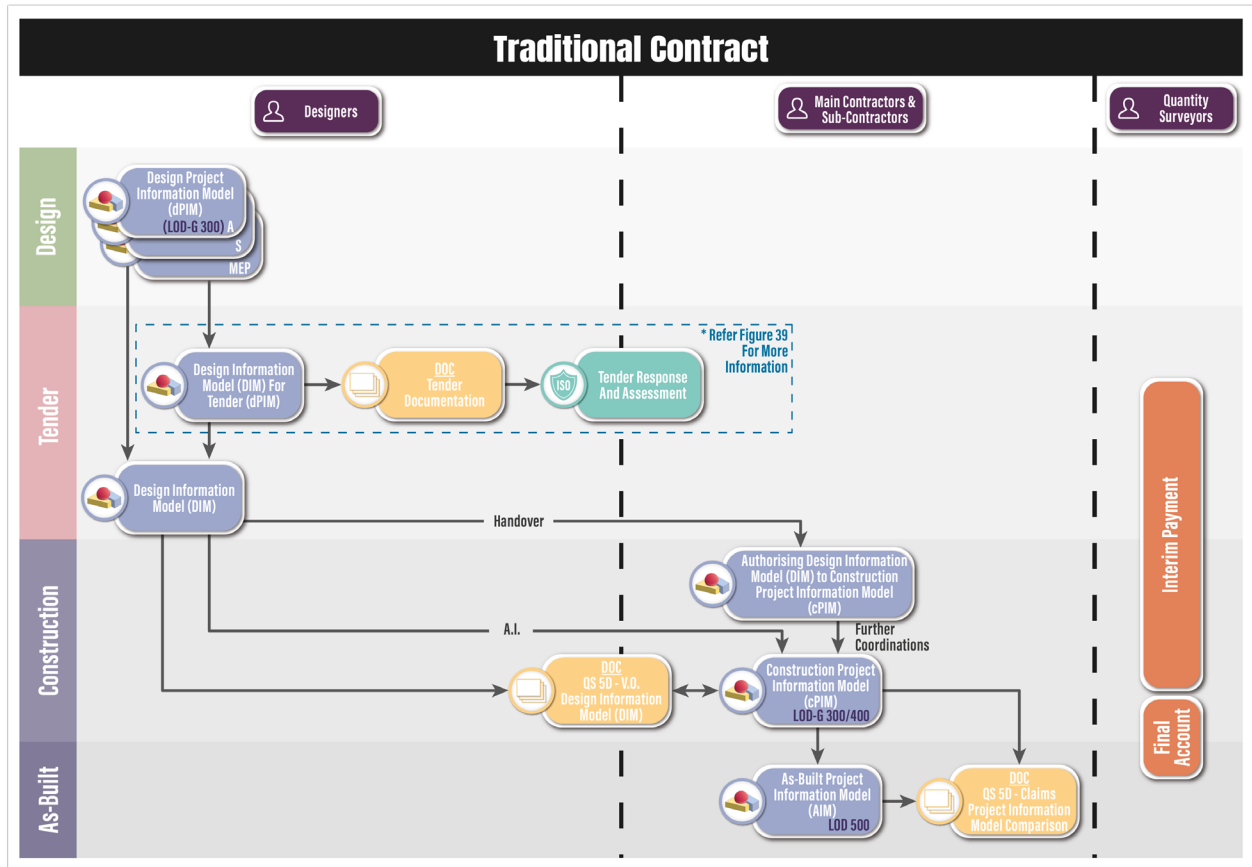 Traditional Contract
Designers
Main Contractors &
Sub-Contractors
Quantity
Surveyors
Design
Design Project
Information Model
(dPIM)
(LOD-G 300) A
S
MEP
Tender
* Refer Figure 39
For More
Information
Design Information
Model (DIM) For
Tender (dPIM)
DOC
Tender
Documentation
ISO
Tender Response
And Assessment
Design Information
Model (DIM)
Handover
Interim Payment
Construction
Authorising Design Information
Model (DIM) to Construction
Project Information Model
(cPIM)
A.I.
Further
Coordinations
DOC
QS 5D - V.O.
Design Information
Model (DIM)
Construction Project
Information Model
(cPIM)
LOD-G 300/400
Final
Account
As-Built
As-Built Project
Information Model
(AIM)
LOD 500
DOC
QS 5D - Claims
Project Information
Model Comparison